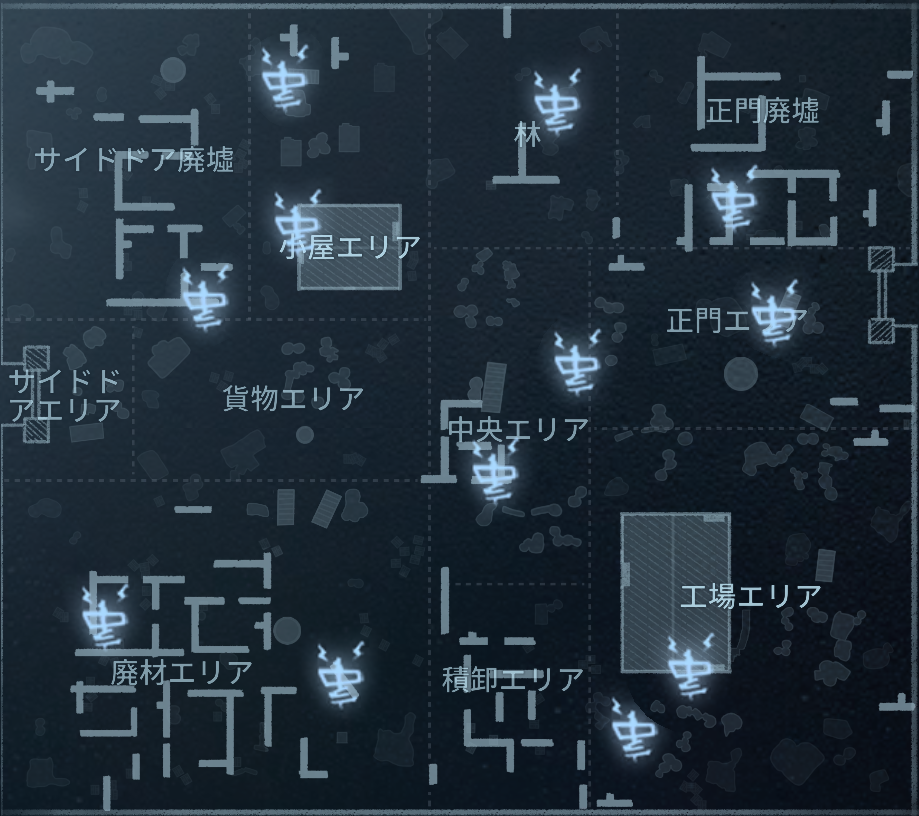 正門廃墟
林
サイドドア廃墟
小屋エリア
正門エリア
サイドド
アエリア
貨物エリア
中央エリア
工場エリア
廃材エリア
積卸エリア